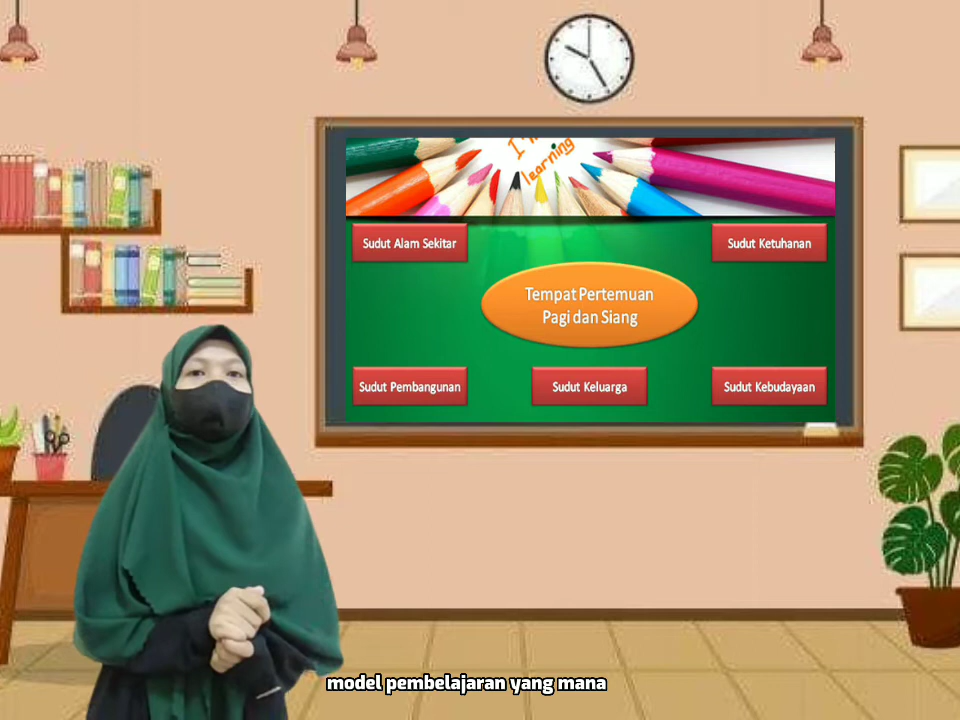 I'm
learning
Sudut Alam Sekitar
Sudut Ketuhanan
Tempat Pertemuan
Pagi dan Siang
Sudut Pembangunan
Sudut Keluarga
Sudut Kebudayaan
model pembelajaran yang mana